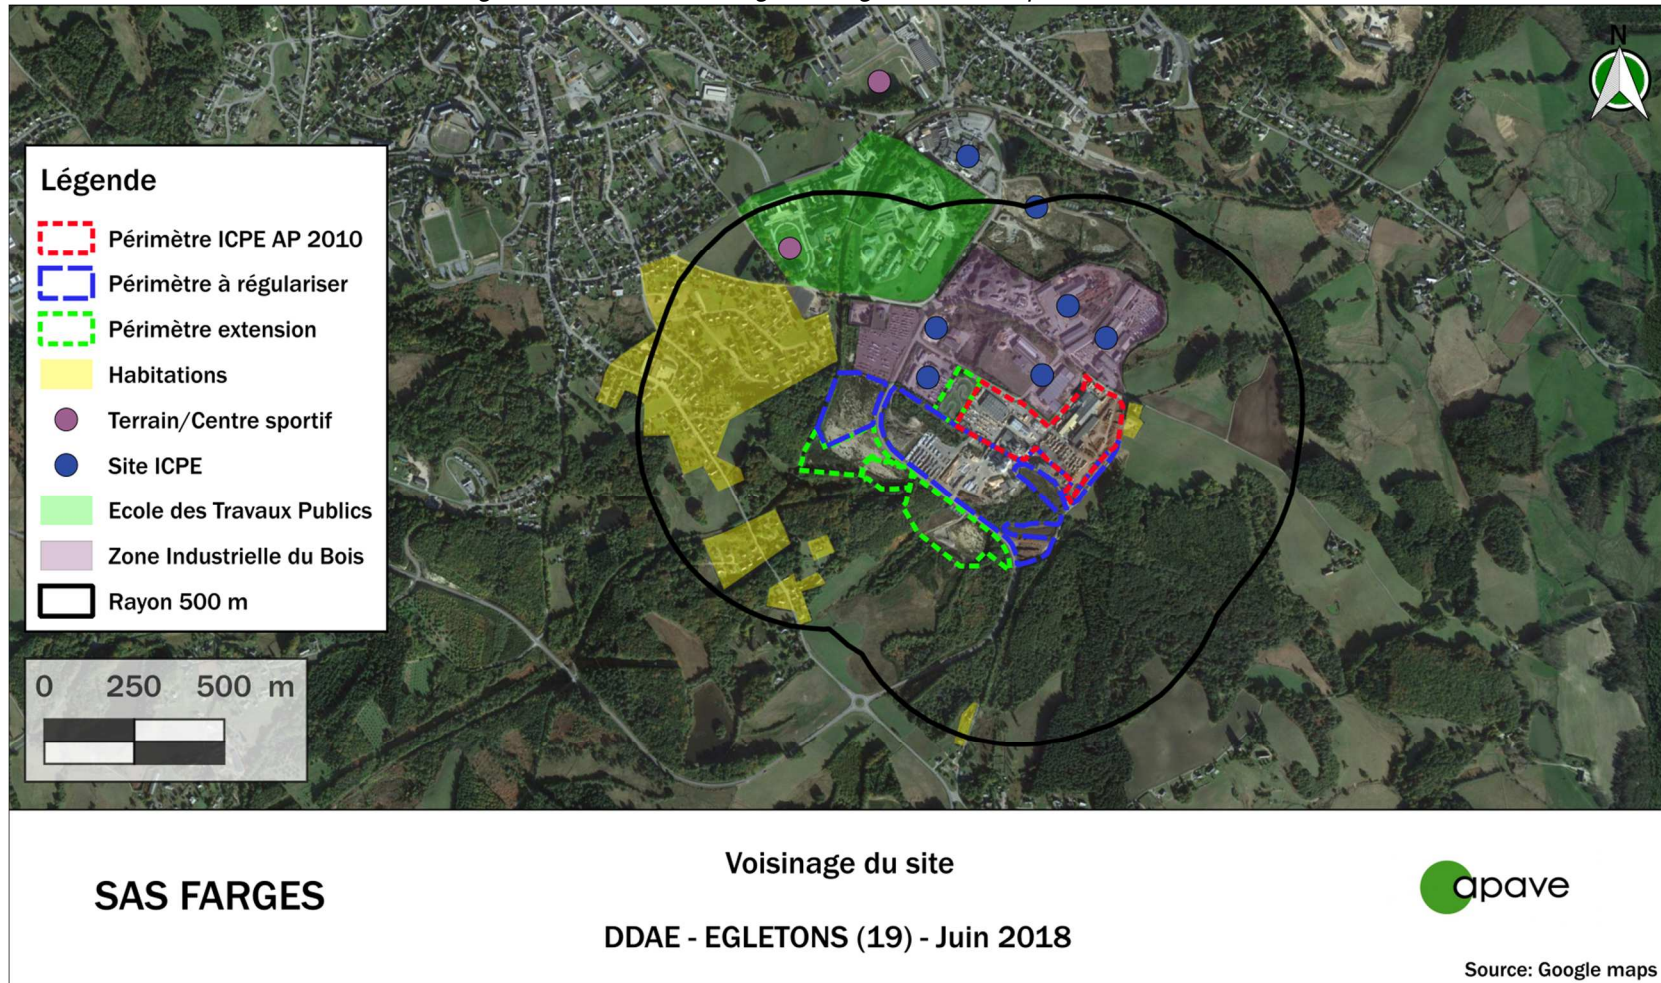 N
Légende
Périmètre ICPE AP 2010
Périmètre à régulariser
Périmètre extension
Habitations
Terrain/Centre sportif
Site ICPE
Ecole des Travaux Publics
Zone Industrielle du Bois
Rayon 500 m
0 250 500 m
Voisinage du site
SAS FARGES
apave
DDAE - EGLETONS (19) - Juin 2018
Source: Google maps